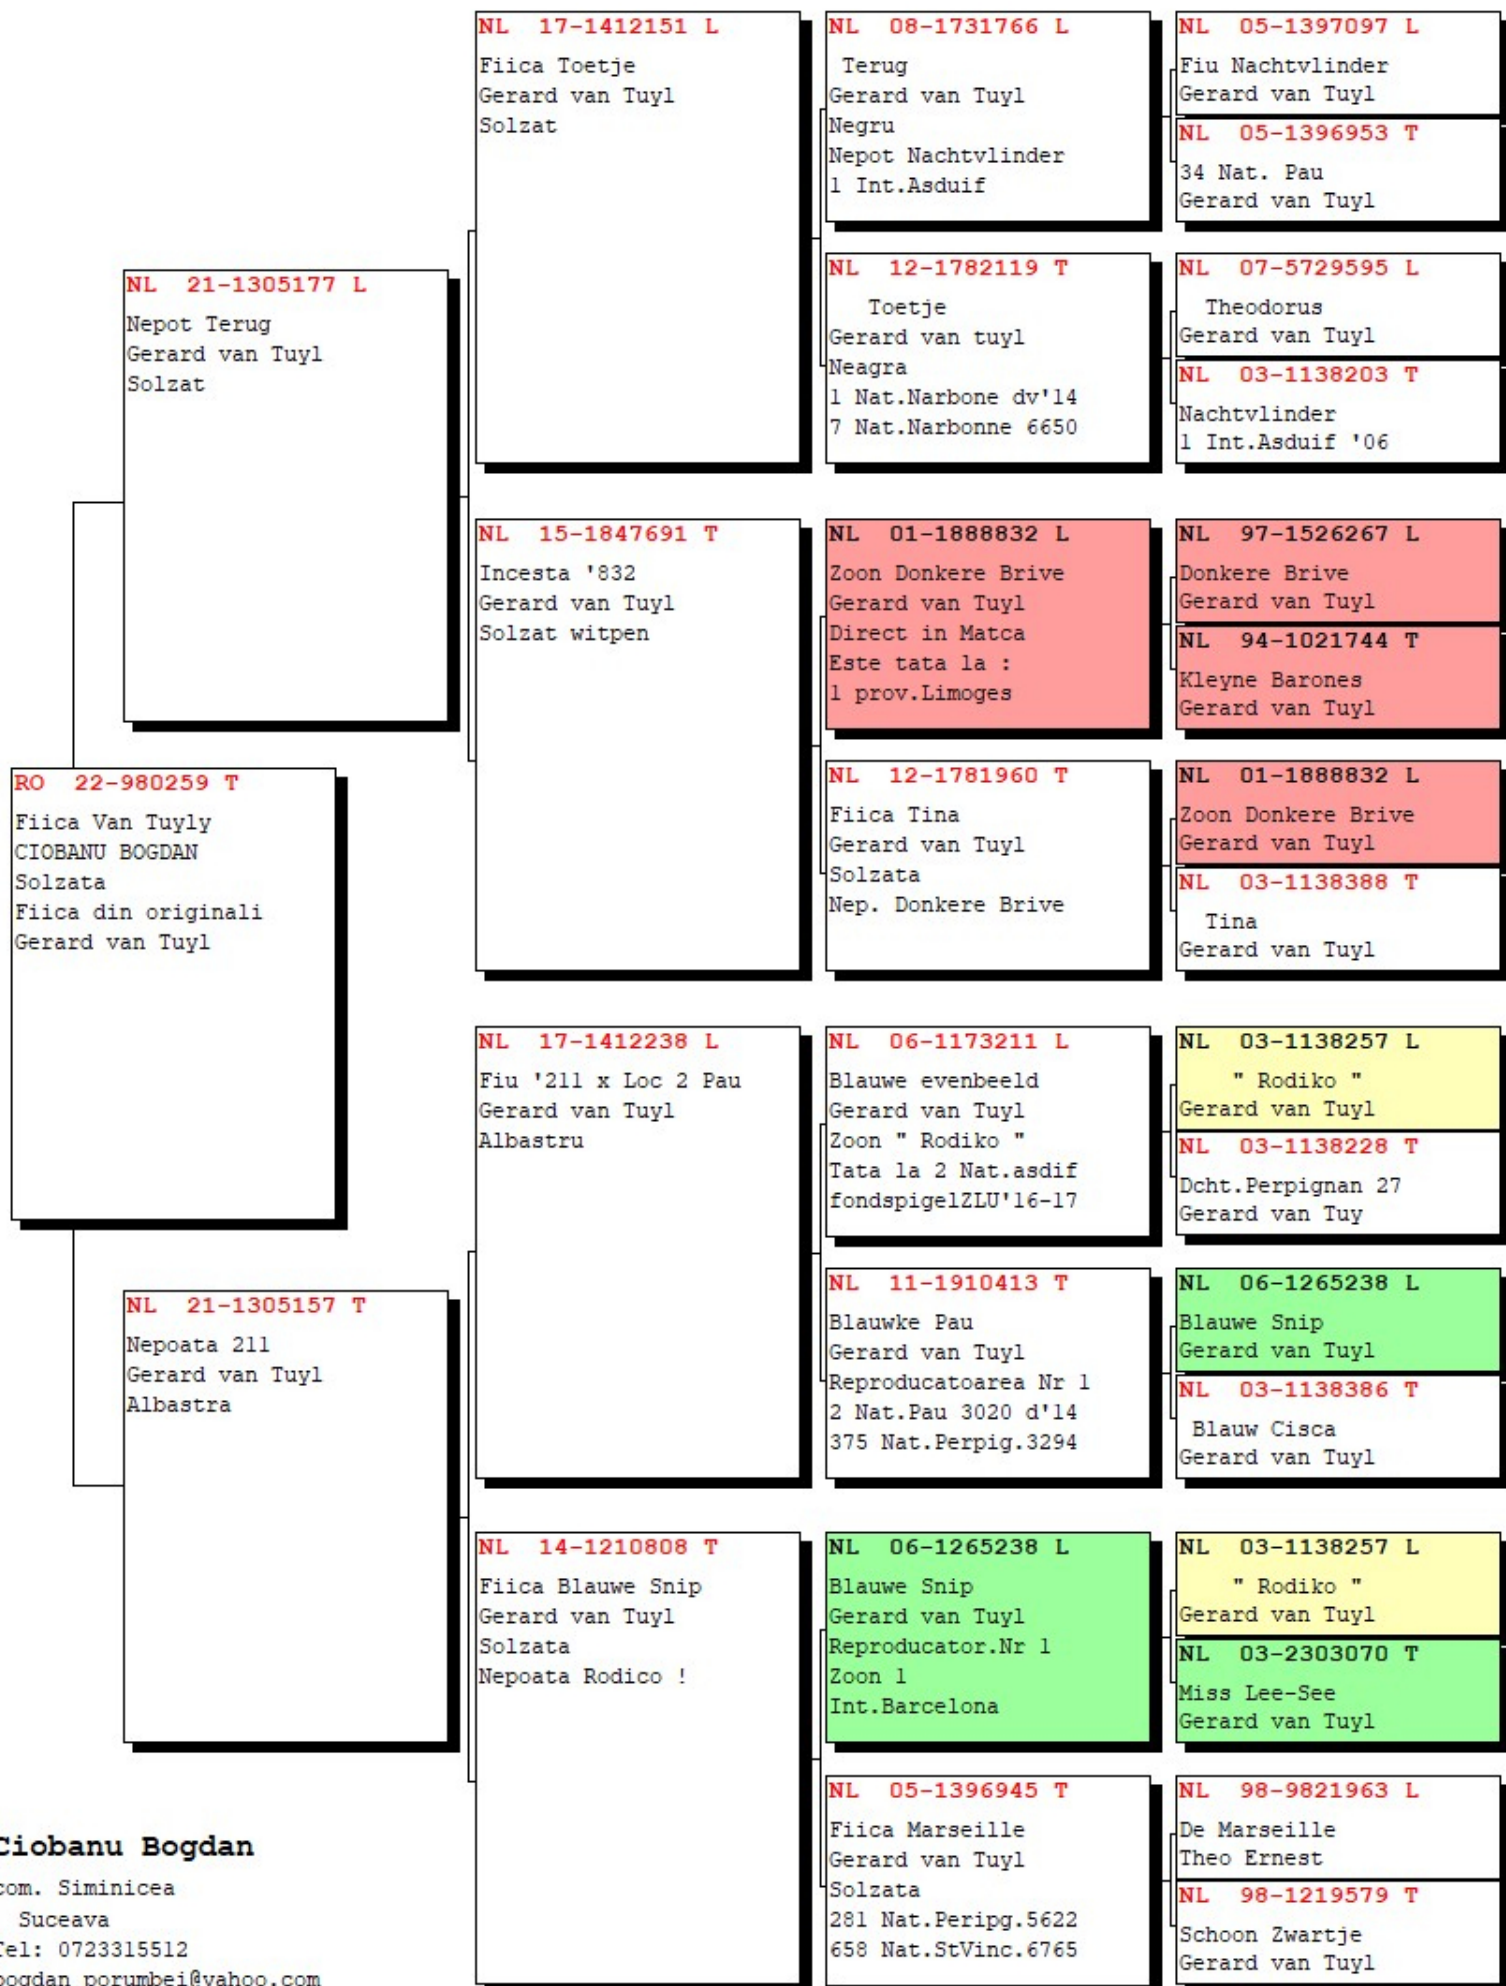 RO 22-980259 T
Fiica Van Tuyly
CIOBANU BOGDAN
Solzata
Fiica din originali
Gerard van Tuyl
NL 21-1305177 L
Nepot Terug
Gerard van Tuyl
Solzat
NL 21-1305157 T
Nepoata 211
Gerard van Tuyl
Albastra
NL 17-1412151 L
Fiica Toetje
Gerard van Tuyl
Solzat
NL 15-1847691 T
Incesta '832
Gerard van Tuyl
Solzat witpen
NL 17-1412238 L
Fiu '211 x Loc 2 Pau
Gerard van Tuyl
Albastru
NL 14-1210808 T
Fiica Blauwe Snip
Gerard van Tuyl
Solzata
Nepoata Rodico !
NL 08-1731766 L
Terug
Gerard van Tuyl
Negru
Nepot Nachtvlinder
1 Int.Asduif
NL 12-1782119 T
Toetje
Gerard van tuyl
Neagra
1 Nat.Narbone dv'14
7 Nat.Narbonne 6650
NL 01-1888832 L
Zoon Donkere Brive
Gerard van Tuyl
Direct in Matca
Este tata la :
1 prov.Limoges
NL 12-1781960 T
Fiica Tina
Gerard van Tuyl
Solzata
Nep. Donkere Brive
NL 06-1173211 L
Blauwe evenbeeld
Gerard van Tuyl
Zoon " Rodiko "
Tata la 2 Nat.asdif
fondspigelZLU'16-17
NL 11-1910413 T
Blauwke Pau
Gerard van Tuyl
Reproducatoarea Nr 1
2 Nat.Pau 3020 d'14
375 Nat.Perpig.3294
NL 06-1265238 L
Blauwe Snip
Gerard van Tuyl
Reproducator.Nr 1
Zoon 1
Int.Barcelona
NL 05-1396945 T
Fiica Marseille
Gerard van Tuyl
Solzata
281 Nat.Peripg.5622
658 Nat.StVinc.6765
NL 05-1397097 L
Fiu Nachtvlinder
Gerard van Tuyl
NL 05-1396953 T
34 Nat. Pau
Gerard van Tuyl
NL 07-5729595 L
Theodorus
Gerard van Tuyl
NL 03-1138203 T
Nachtvlinder
1 Int.Asduif '06
NL 97-1526267 L
Donkere Brive
Gerard van Tuyl
NL 94-1021744 T
Kleyne Barones
Gerard van Tuyl
NL 01-1888832 L
Zoon Donkere Brive
Gerard van Tuyl
NL 03-1138388 T
Tina
Gerard van Tuyl
NL 03-1138257 L
" Rodiko "
Gerard van Tuyl
NL 03-1138228 T
Dcht.Perpignan 27
Gerard van Tuy
NL 06-1265238 L
Blauwe Snip
Gerard van Tuyl
NL 03-1138386 T
Blauw Cisca
Gerard van Tuyl
NL 03-1138257 L
" Rodiko "
Gerard van Tuyl
NL 03-2303070 T
Miss Lee-See
Gerard van Tuyl
NL 98-9821963 L
De Marseille
Theo Ernest
NL 98-1219579 T
Schoon Zwartje
Gerard van Tuyl
Ciobanu Bogdan
com. Siminicea
Suceava
Tel: 0723315512
bogdan_porumbei@yahoo.com